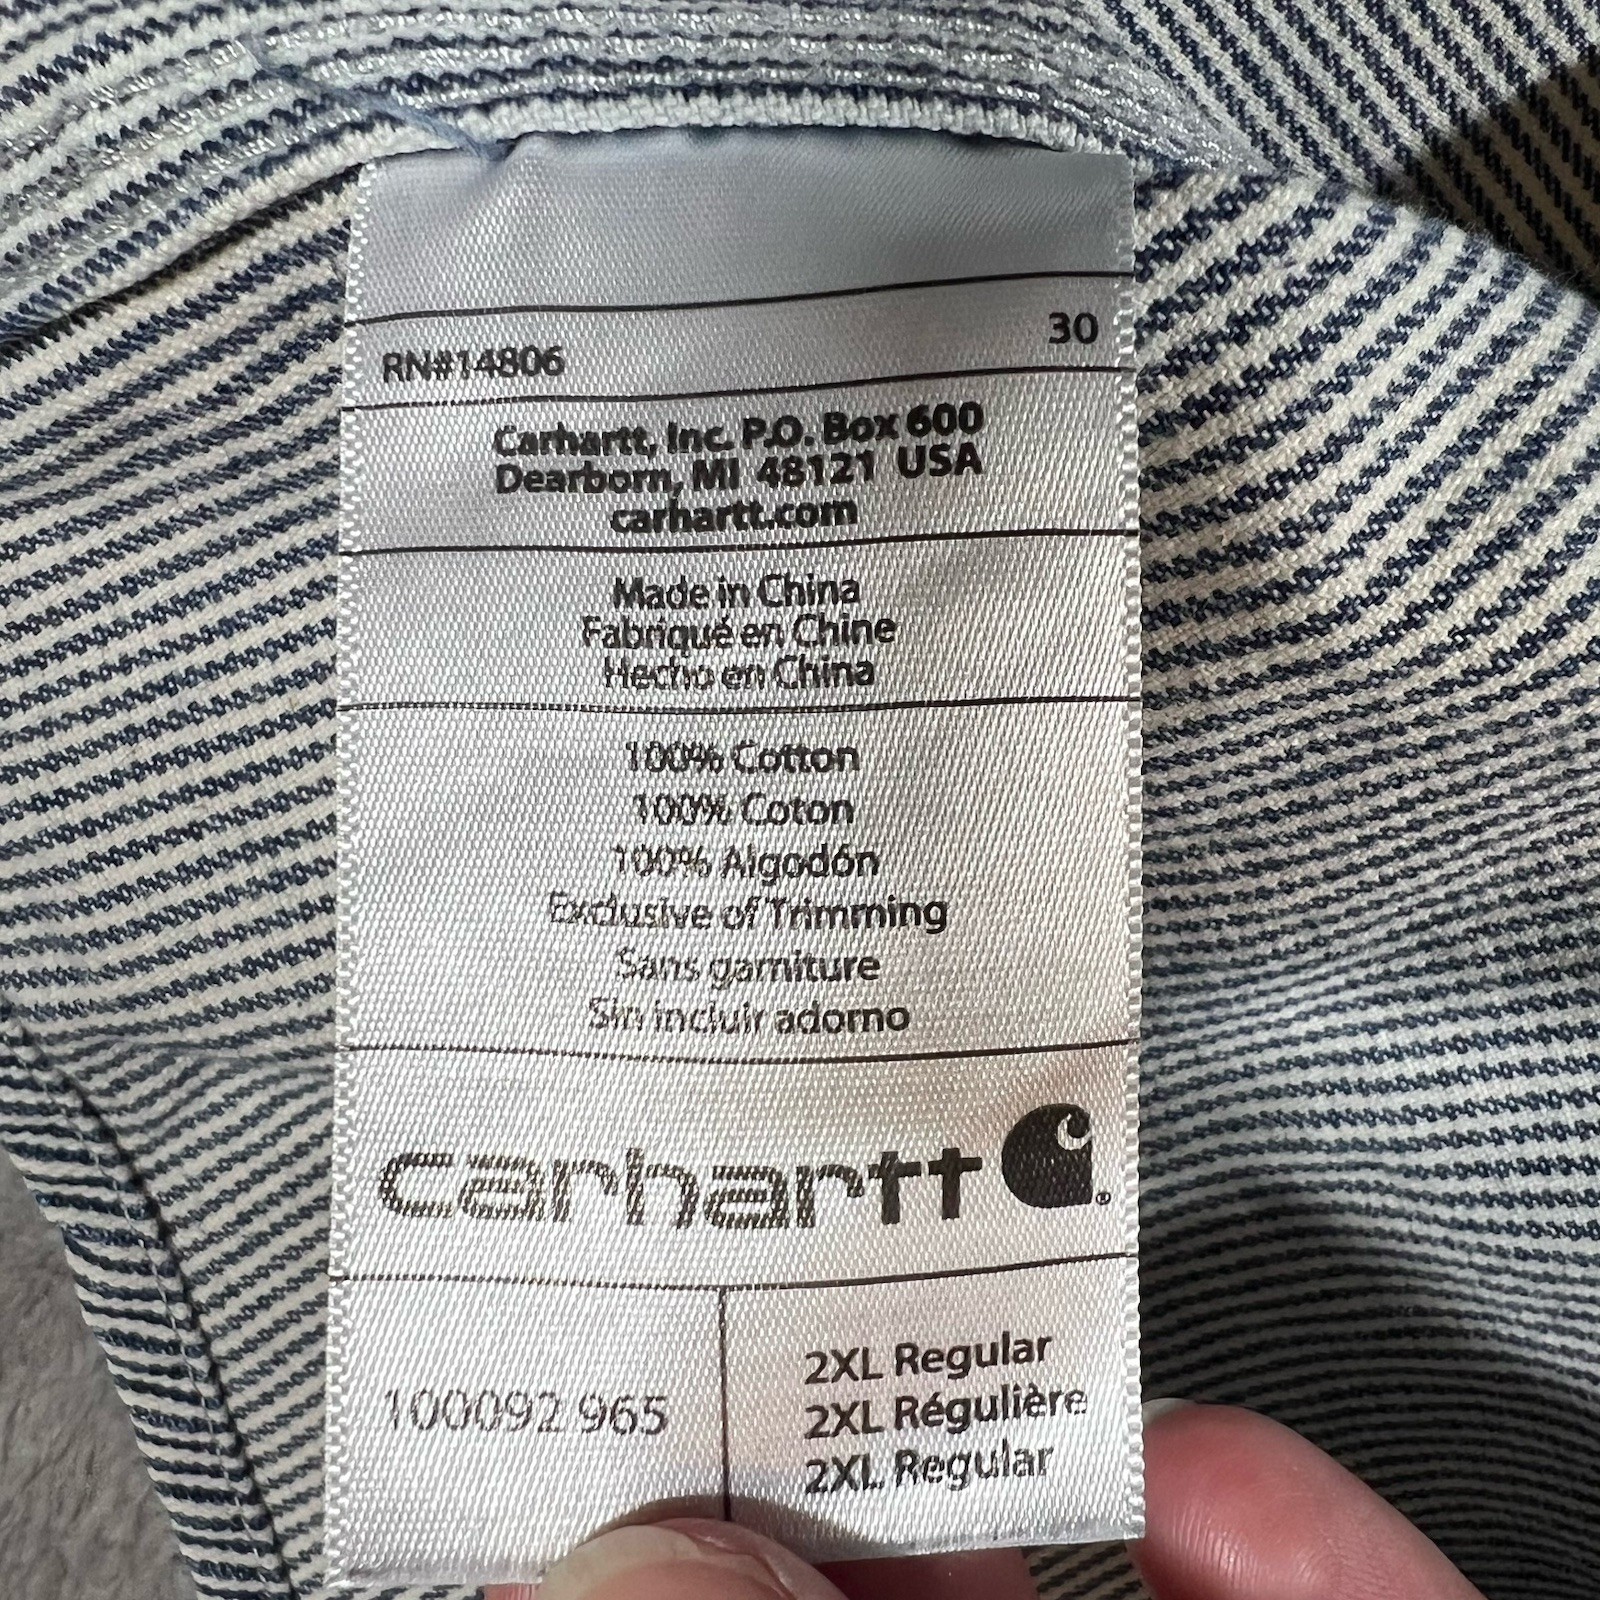 RN#14806 30
Carhartt, Inc. P.O. Box 600
Dearborn, MI 48121 USA
carhartt.com
Made in China
Fabriqué en Chine
Hecho en China
100% Cotton
100% Coton
100% Algodón
Exclusive of Trimming
Sans garniture
Sin incluir adorno
carhartt ®
100092 965
2XL Regular
2XL Régulière
2XL Regular